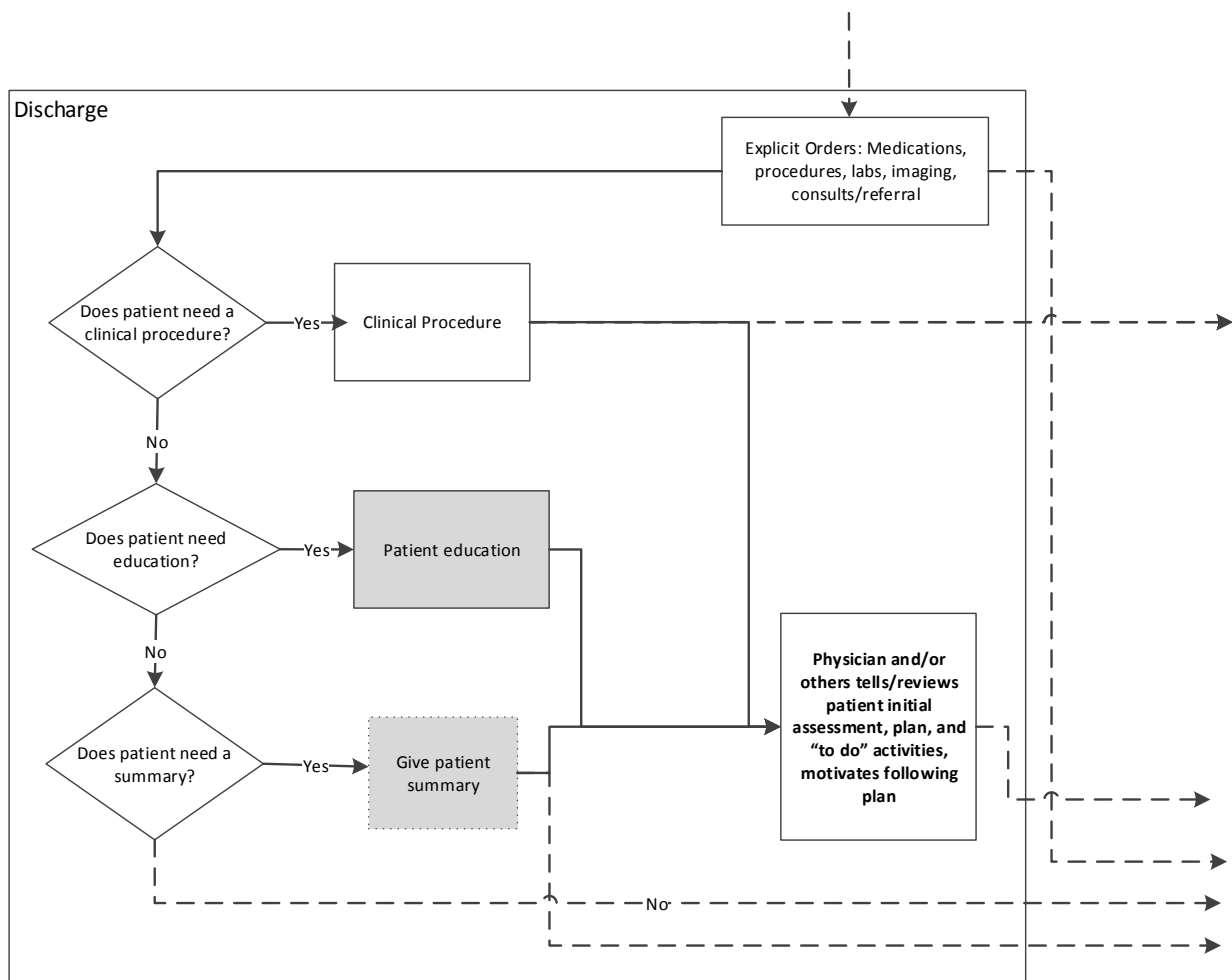 Discharge
Explicit Orders: Medications,
procedures, labs, imaging,
consults/referral
Does patient need a
clinical procedure?
Yes
Clinical Procedure
No
Does patient need
education?
Yes
Patient education
No
Physician and/or
others tells/reviews
patient initial
assessment, plan, and
“to do” activities,
motivates following
plan
Does patient need a
summary?
Yes
Give patient
summary
No